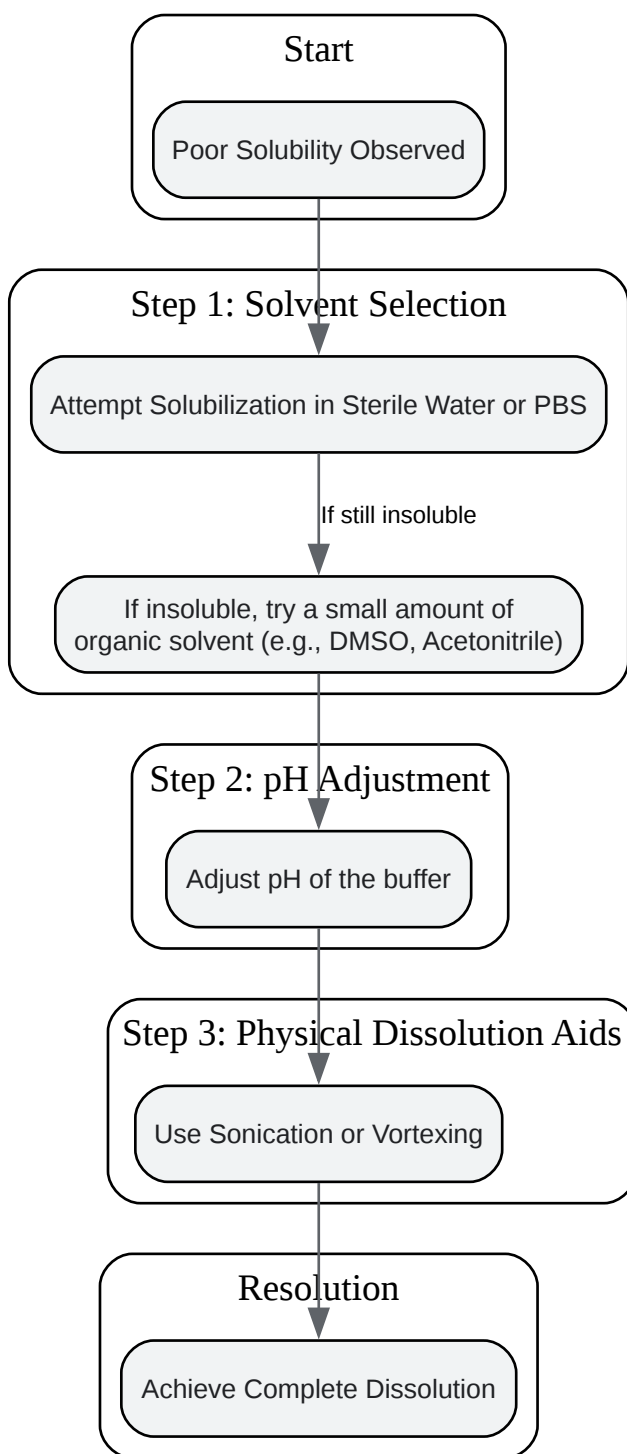 Start
Poor Solubility Observed
Step 1: Solvent Selection
Attempt Solubilization in Sterile Water or PBS
If still insoluble
If insoluble, try a small amount of
organic solvent (e.g., DMSO, Acetonitrile)
Step 2: pH Adjustment
Adjust pH of the buffer
Step 3: Physical Dissolution Aids
Use Sonication or Vortexing
Resolution
Achieve Complete Dissolution